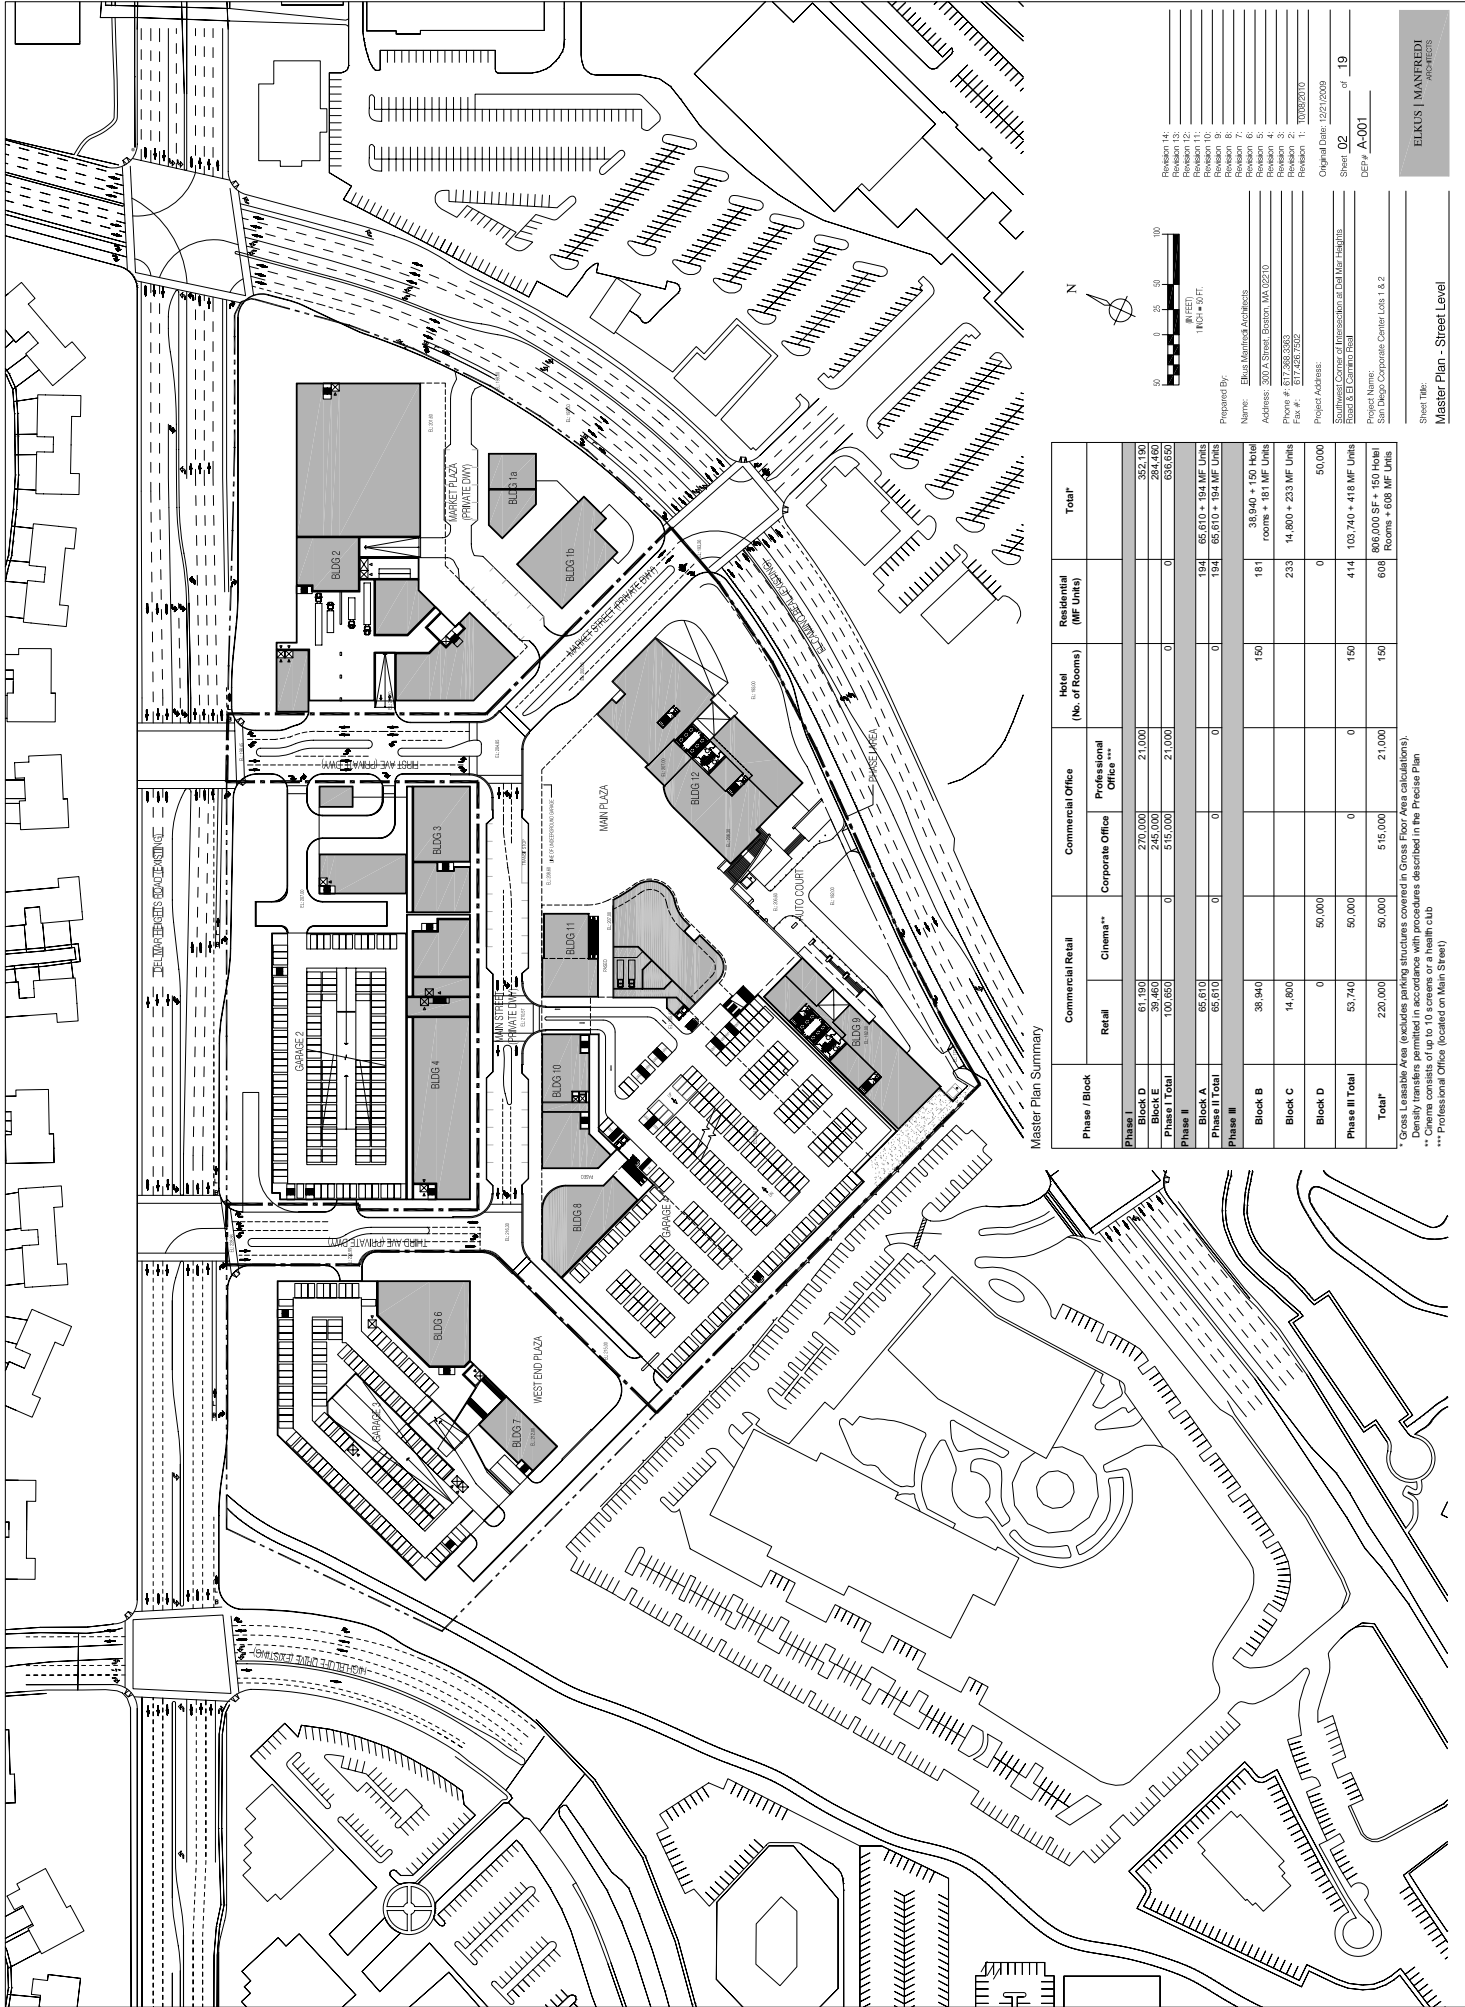 DEL MAR HEIGHTS ROAD (EXISTING)
HIGH BLUFF DRIVE (EXISTING)
EL CAMINO REAL (EXISTING)
FIRST AVE (PRIVATE DWY)
THIRD AVE (PRIVATE DWY)
MAIN STREET
(PRIVATE DWY)
MARKET STREET (PRIVATE DWY)
MARKET PLAZA
(PRIVATE DWY)
MAIN PLAZA
WEST END PLAZA
AUTO COURT
PHASE I AREA
PASEO
PASEO
LINE OF UNDERGROUND GARAGE
BLDG 1a
BLDG 1b
BLDG 2
BLDG 3
BLDG 4
BLDG 6
BLDG 7
BLDG 8
BLDG 9
BLDG 10
BLDG 11
BLDG 12
GARAGE 2
GARAGE
Master Plan Summary
Phase / Block
Commercial Retail
Commercial Office
Hotel
(No. of Rooms)
Residential
(MF Units)
Total*
Retail
Cinema**
Corporate Office
Professional
Office ***
Phase I
Block D 61,190 270,000 21,000 352,190
Block E 39,460 245,000 284,460
Phase I Total 100,650 0 515,000 21,000 0 0 636,650
Phase II
Block A 65,610 194 65,610 + 194 MF Units
Phase II Total 65,610 0 0 0 194 65,610 + 194 MF Units
Phase III
Block B 38,940 150 181 38,940 + 150 Hotel
rooms + 181 MF Units
Block C 14,800 233 14,800 + 233 MF Units
Block D 0 50,000 0 50,000
Phase III Total 53,740 50,000 0 0 150 414 103,740 + 418 MF Units
Total* 220,000 50,000 515,000 21,000 150 608 806,000 SF + 150 Hotel
Rooms + 608 MF Units
* Gross Leasable Area (excludes parking structures covered in Gross Floor Area calculations).
Density transfers permitted in accordance with procedures described in the Precise Plan
** Cinema consists of up to 10 screens or a health club
*** Professional Office (located on Main Street)
N
50 0 25 50 100
(IN FEET)
1 INCH = 50 FT.
Prepared By:
Name: Elkus Manfredi Architects
Address: 300 A Street, Boston, MA 02210
Phone #: 617.368.3363
Fax #: 617.426.7502
Project Address:
Southwest Corner of Intersection at Del Mar Heights
Road & El Camino Real
Project Name:
San Diego Corporate Center Lots 1 & 2
Sheet Title:
Master Plan - Street Level
Revision 14:
Revision 13:
Revision 12:
Revision 11:
Revision 10:
Revision 9:
Revision 8:
Revision 7:
Revision 6:
Revision 5:
Revision 4:
Revision 3:
Revision 2:
Revision 1: 10/08/2010
Original Date: 12/21/2009
Sheet 02 of 19
DEP# A-001
ELKUS | MANFREDI
ARCHITECTS